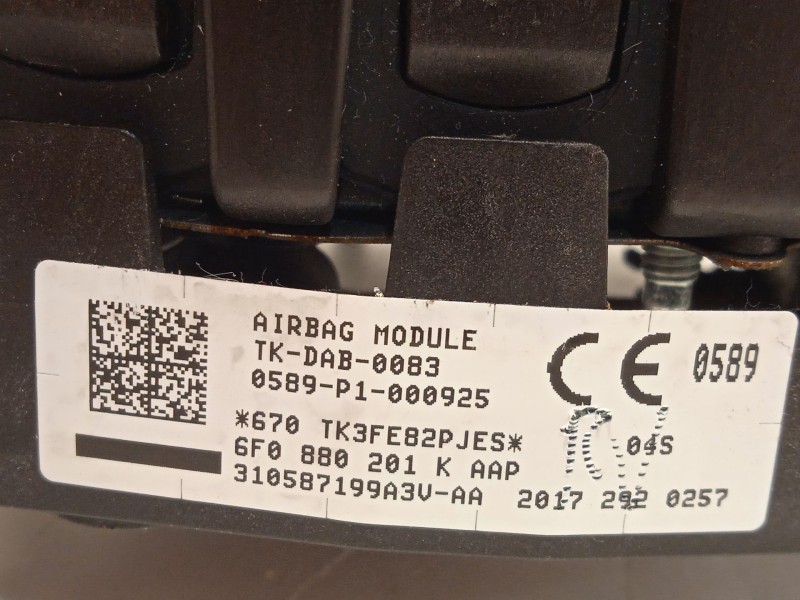 AIRBAG MODULE
TK-DAB-0083
0589-P1-000925
CE 0589
*670 TK3FE82PJES*
04S
6F0 880 201 K AAP
310587199A3V-AA 2017 292 0257